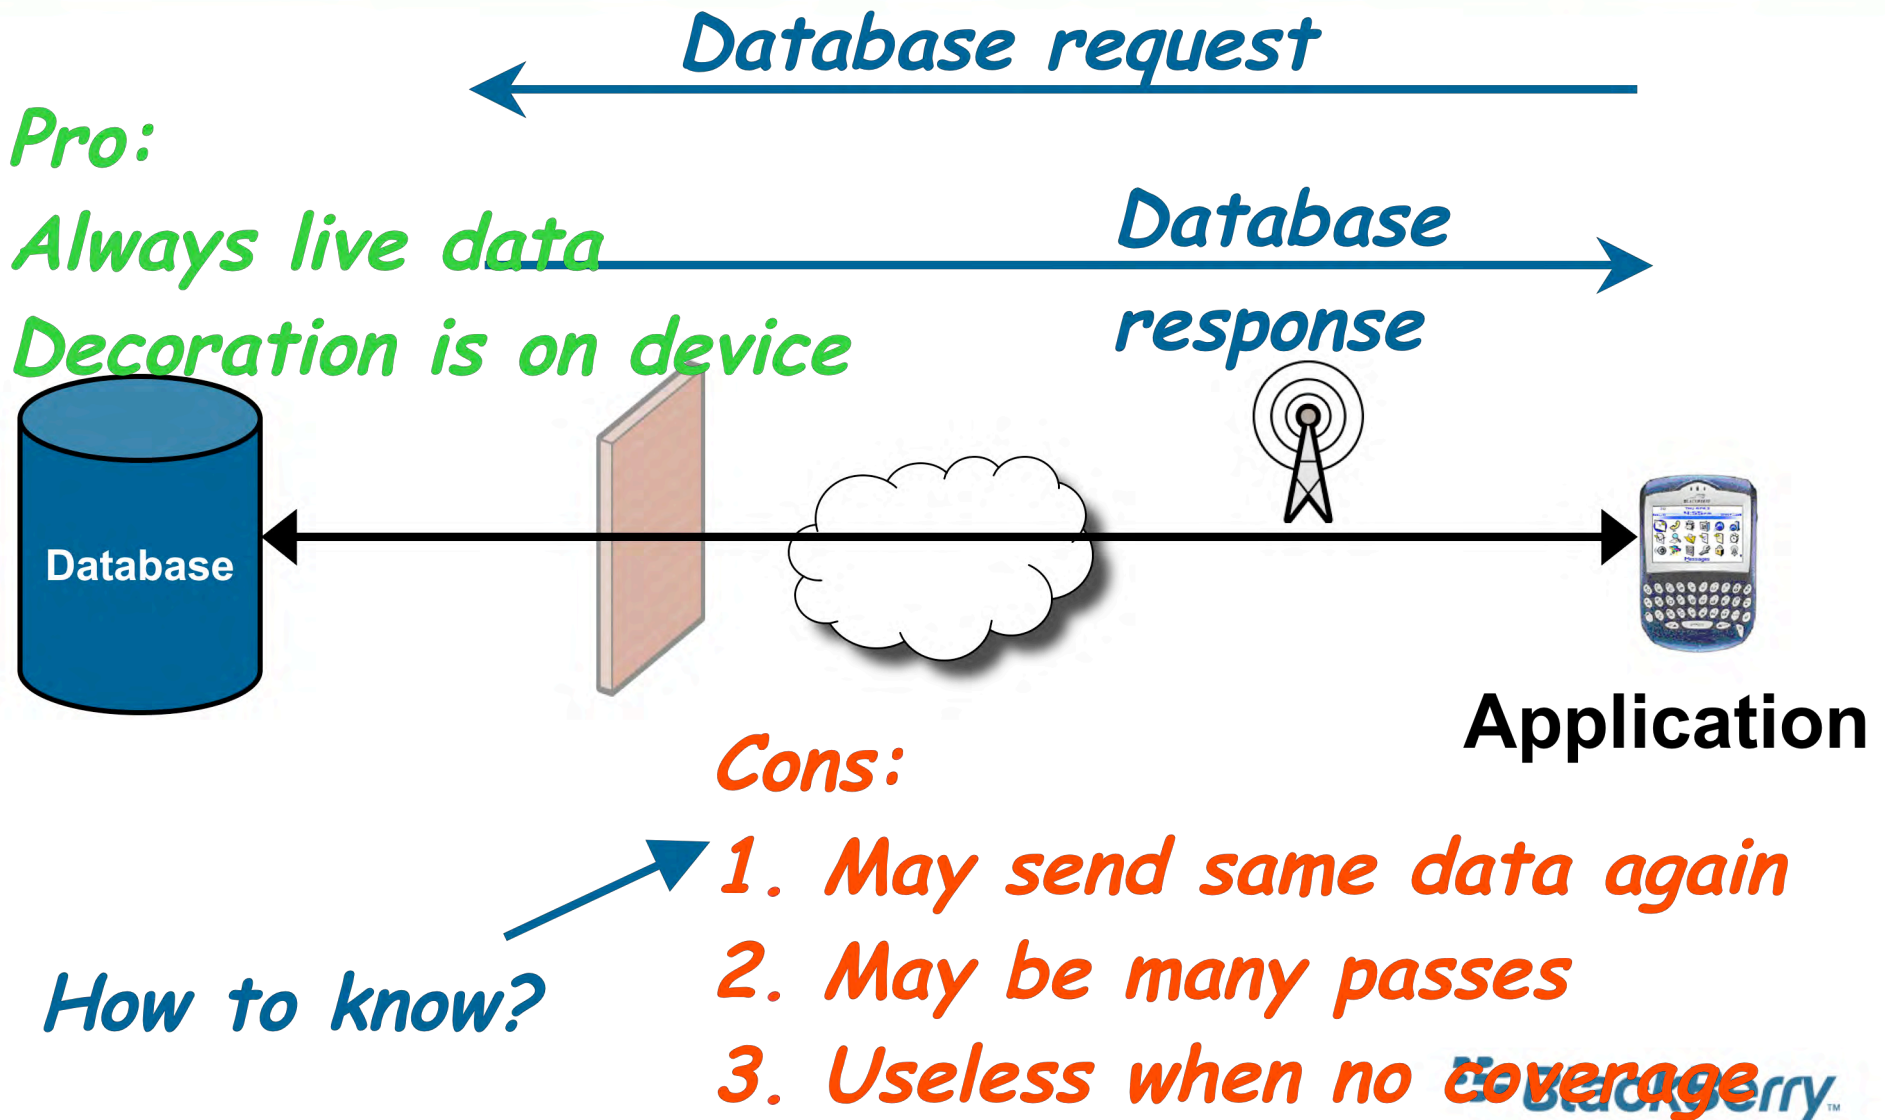 Database request
Pro:
Always live data
Database
response
Decoration is on device
Database
Application
Cons:
1. May send same data again
2. May be many passes
3. Useless when no coverage
How to know?
BlackBerry™